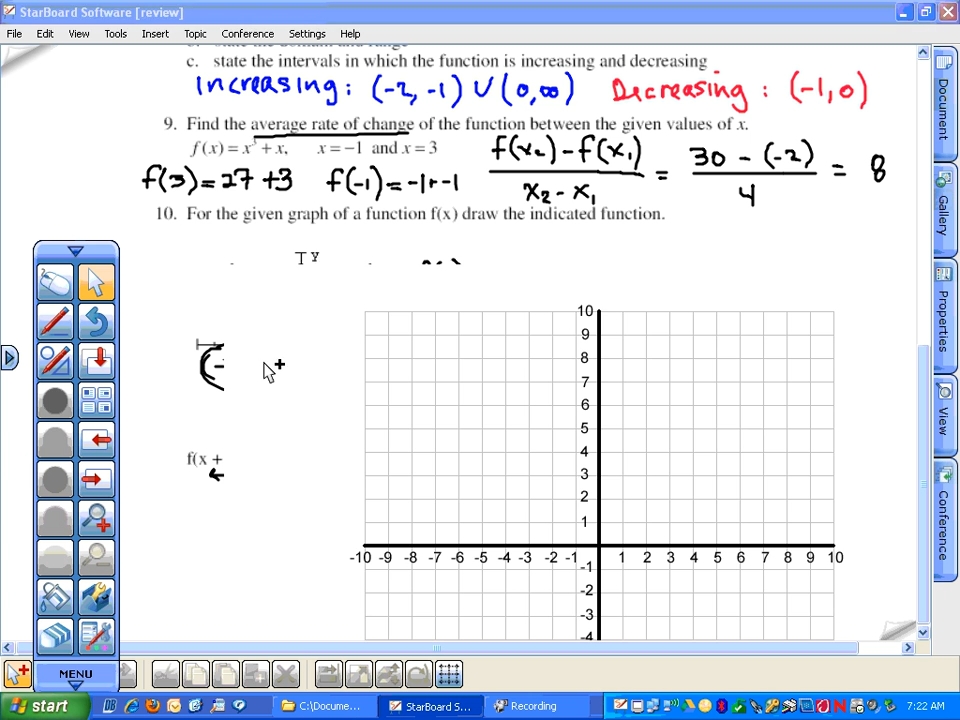 StarBoard Software [review]
File Edit View Tools Insert Topic Conference Settings Help
c. state the intervals in which the function is increasing and decreasing
Increasing: (-2, -1) ∪ (0, ∞) Decreasing: (-1, 0)
9. Find the average rate of change of the function between the given values of x.
f(x) = x³ + x, x = −1 and x = 3
f(3)=27+3 f(-1)=-1+-1 f(x₂)-f(x₁) / x₂-x₁ = 30-(-2) / 4 = 8
10. For the given graph of a function f(x) draw the indicated function.
y
(-
f(x +
10
9
8
7
6
5
4
3
2
1
-10 -9 -8 -7 -6 -5 -4 -3 -2 -1 1 2 3 4 5 6 7 8 9 10
-1
-2
-3
-4
Document
Gallery
Properties
View
Conference
MENU
start C:\Docume... StarBoard S... Recording 7:22 AM